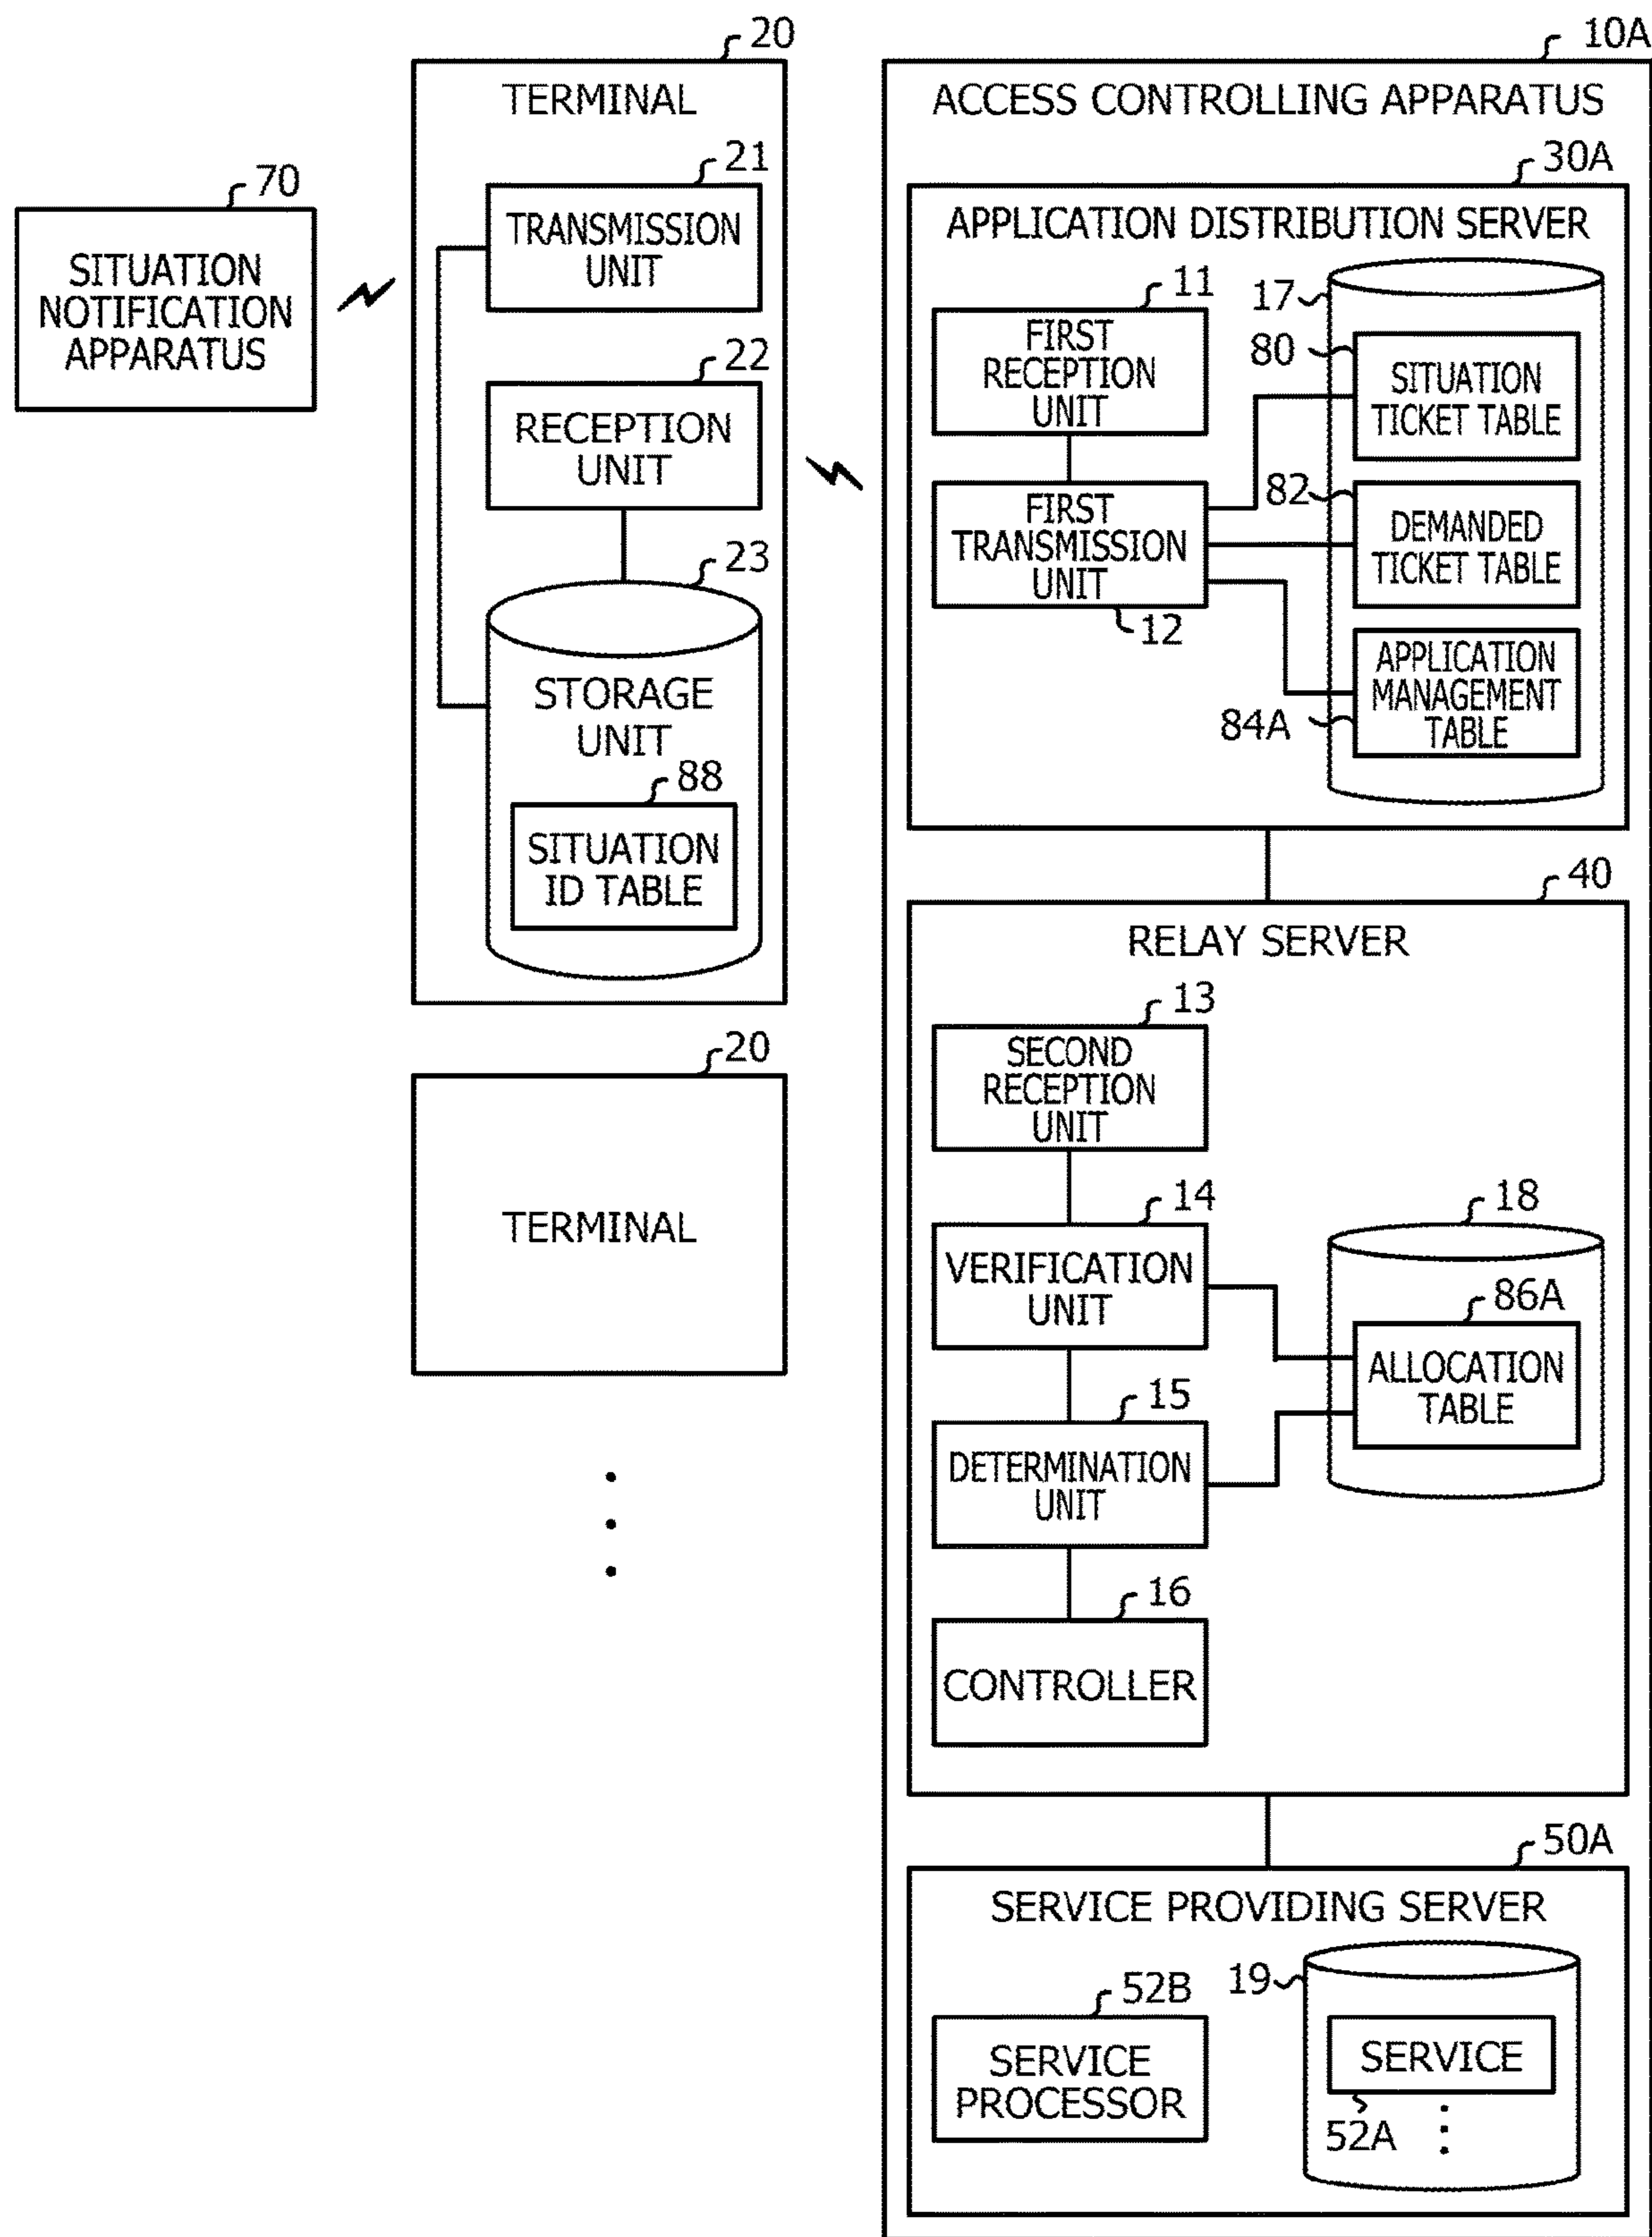 20
10A
TERMINAL
ACCESS CONTROLLING APPARATUS
21
30A
70
TRANSMISSION
UNIT
APPLICATION DISTRIBUTION SERVER
SITUATION
NOTIFICATION
APPARATUS
11
17
FIRST
RECEPTION
UNIT
80
SITUATION
TICKET TABLE
22
RECEPTION
UNIT
82
FIRST
TRANSMISSION
UNIT
DEMANDED
TICKET TABLE
12
23
APPLICATION
MANAGEMENT
TABLE
84A
STORAGE
UNIT
88
SITUATION
ID TABLE
40
RELAY SERVER
13
SECOND
RECEPTION
UNIT
20
TERMINAL
14
18
VERIFICATION
UNIT
86A
ALLOCATION
TABLE
15
DETERMINATION
UNIT
16
CONTROLLER
50A
SERVICE PROVIDING SERVER
52B
19
SERVICE
PROCESSOR
SERVICE
52A